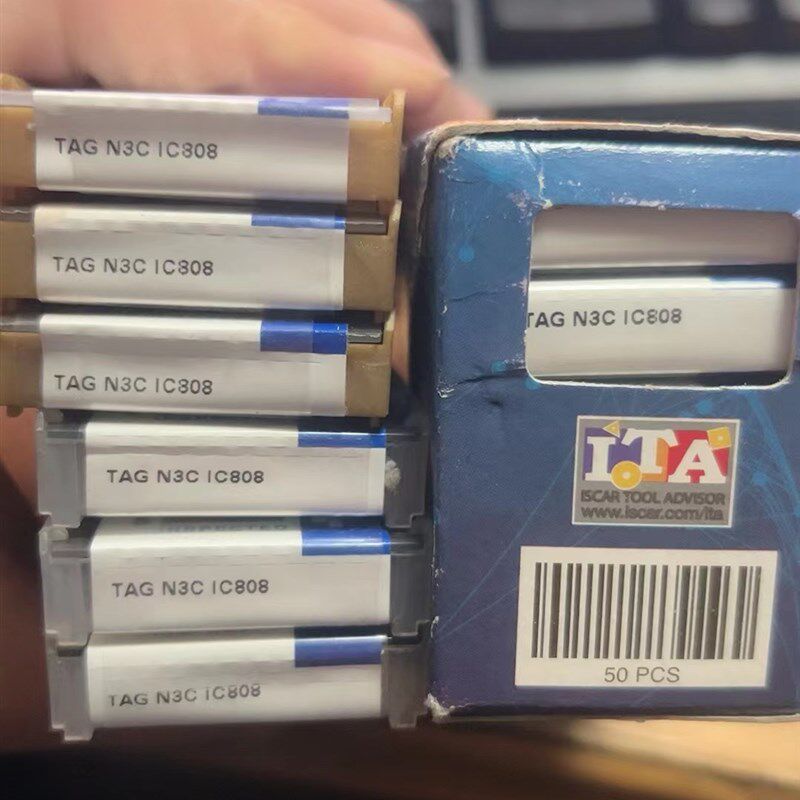 TAG N3C IC808
TAG N3C IC808
TAG N3C IC808
TAG N3C IC808
TAG N3C IC808
TAG N3C IC808
TAG N3C IC808
ITA
ISCAR TOOL ADVISOR
www.iscar.com/ita
50 PCS